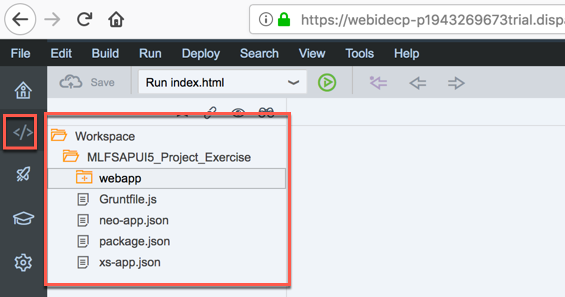 https://webidecp-p1943269673trial.dispa
File Edit Build Run Deploy Search View Tools Help
Save Run index.html
Workspace
</>
MLFSAPUI5_Project_Exercise
webapp
Gruntfile.js
neo-app.json
package.json
xs-app.json